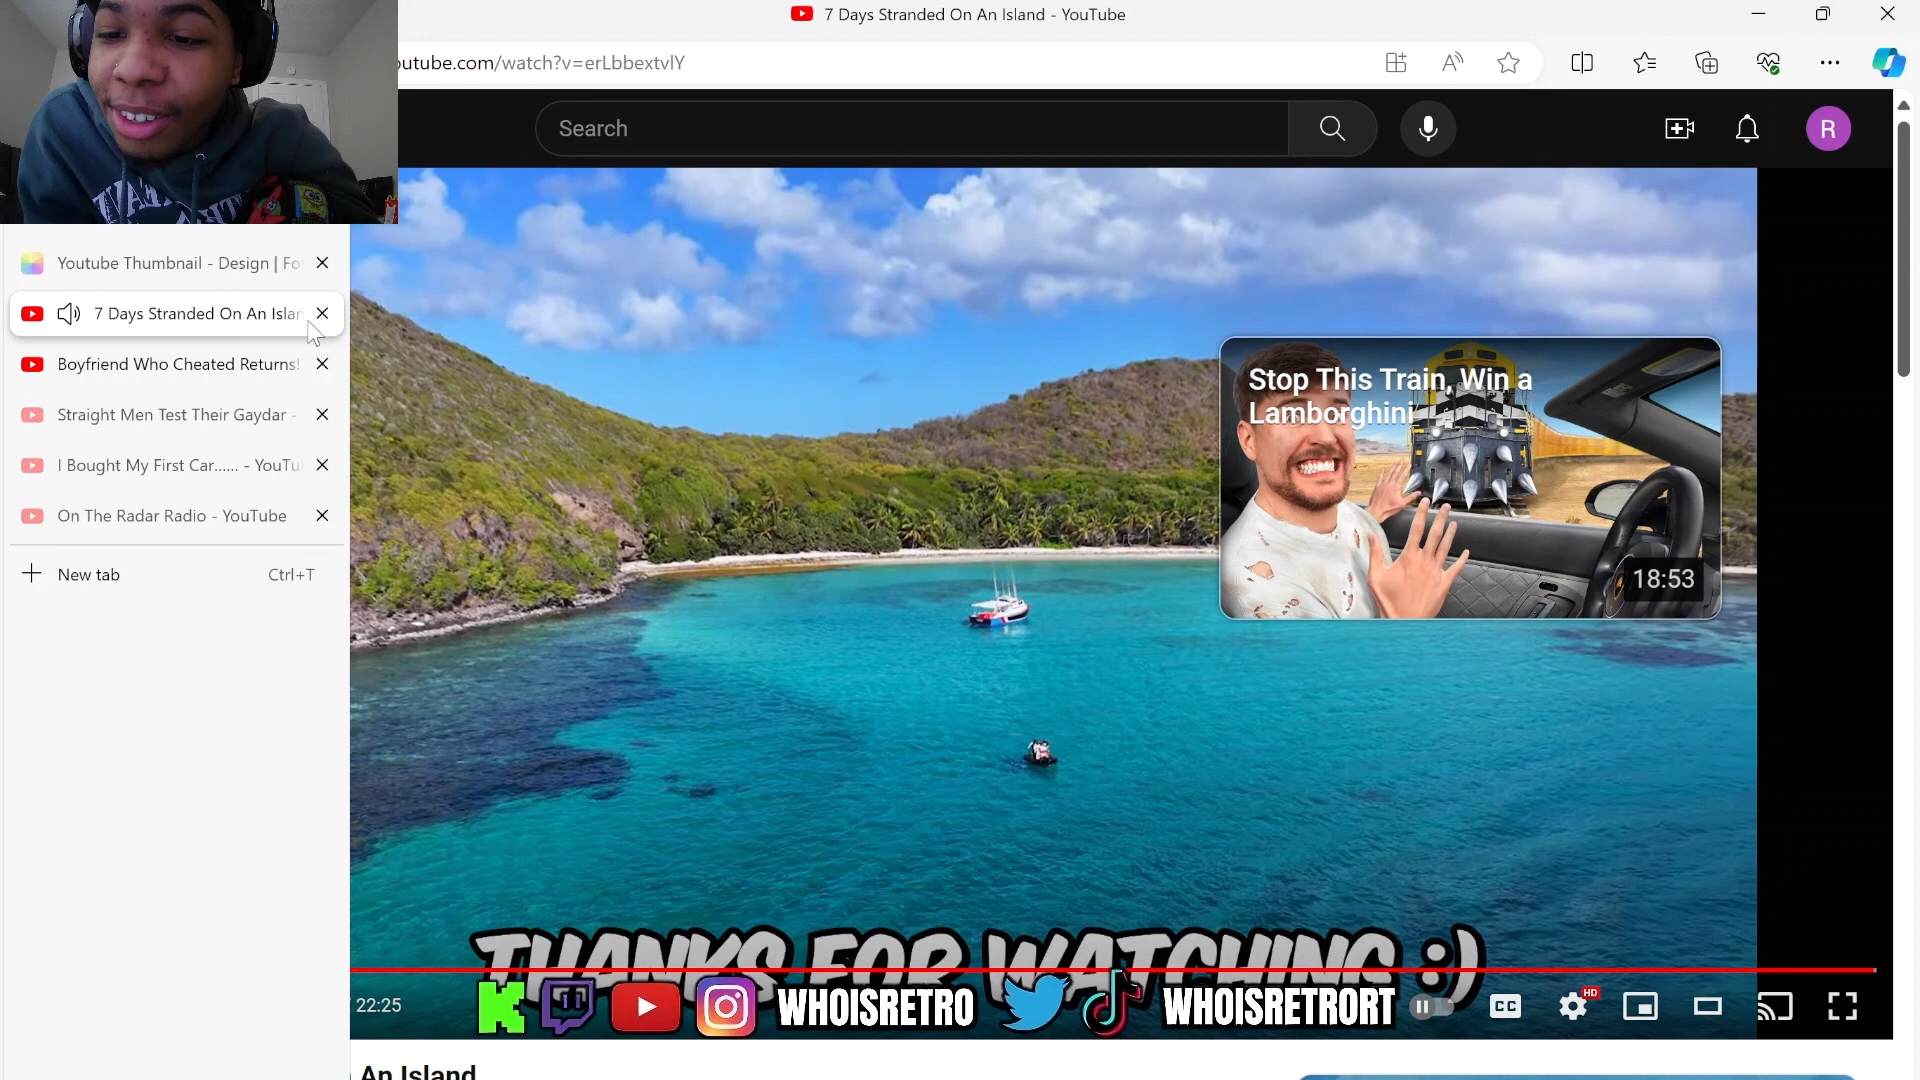 7 Days Stranded On An Island - YouTube
outube.com/watch?v=erLbbextvlY
Search
R
Youtube Thumbnail - Design | Fo
7 Days Stranded On An Islan
Boyfriend Who Cheated Returns!
Straight Men Test Their Gaydar -
I Bought My First Car...... - YouTu
On The Radar Radio - YouTube
New tab Ctrl+T
Stop This Train, Win a
Lamborghini
18:53
THANKS FOR WATCHING :)
22:25
WHOISRETRO
WHOISRETRORT
CC
HD
An Island